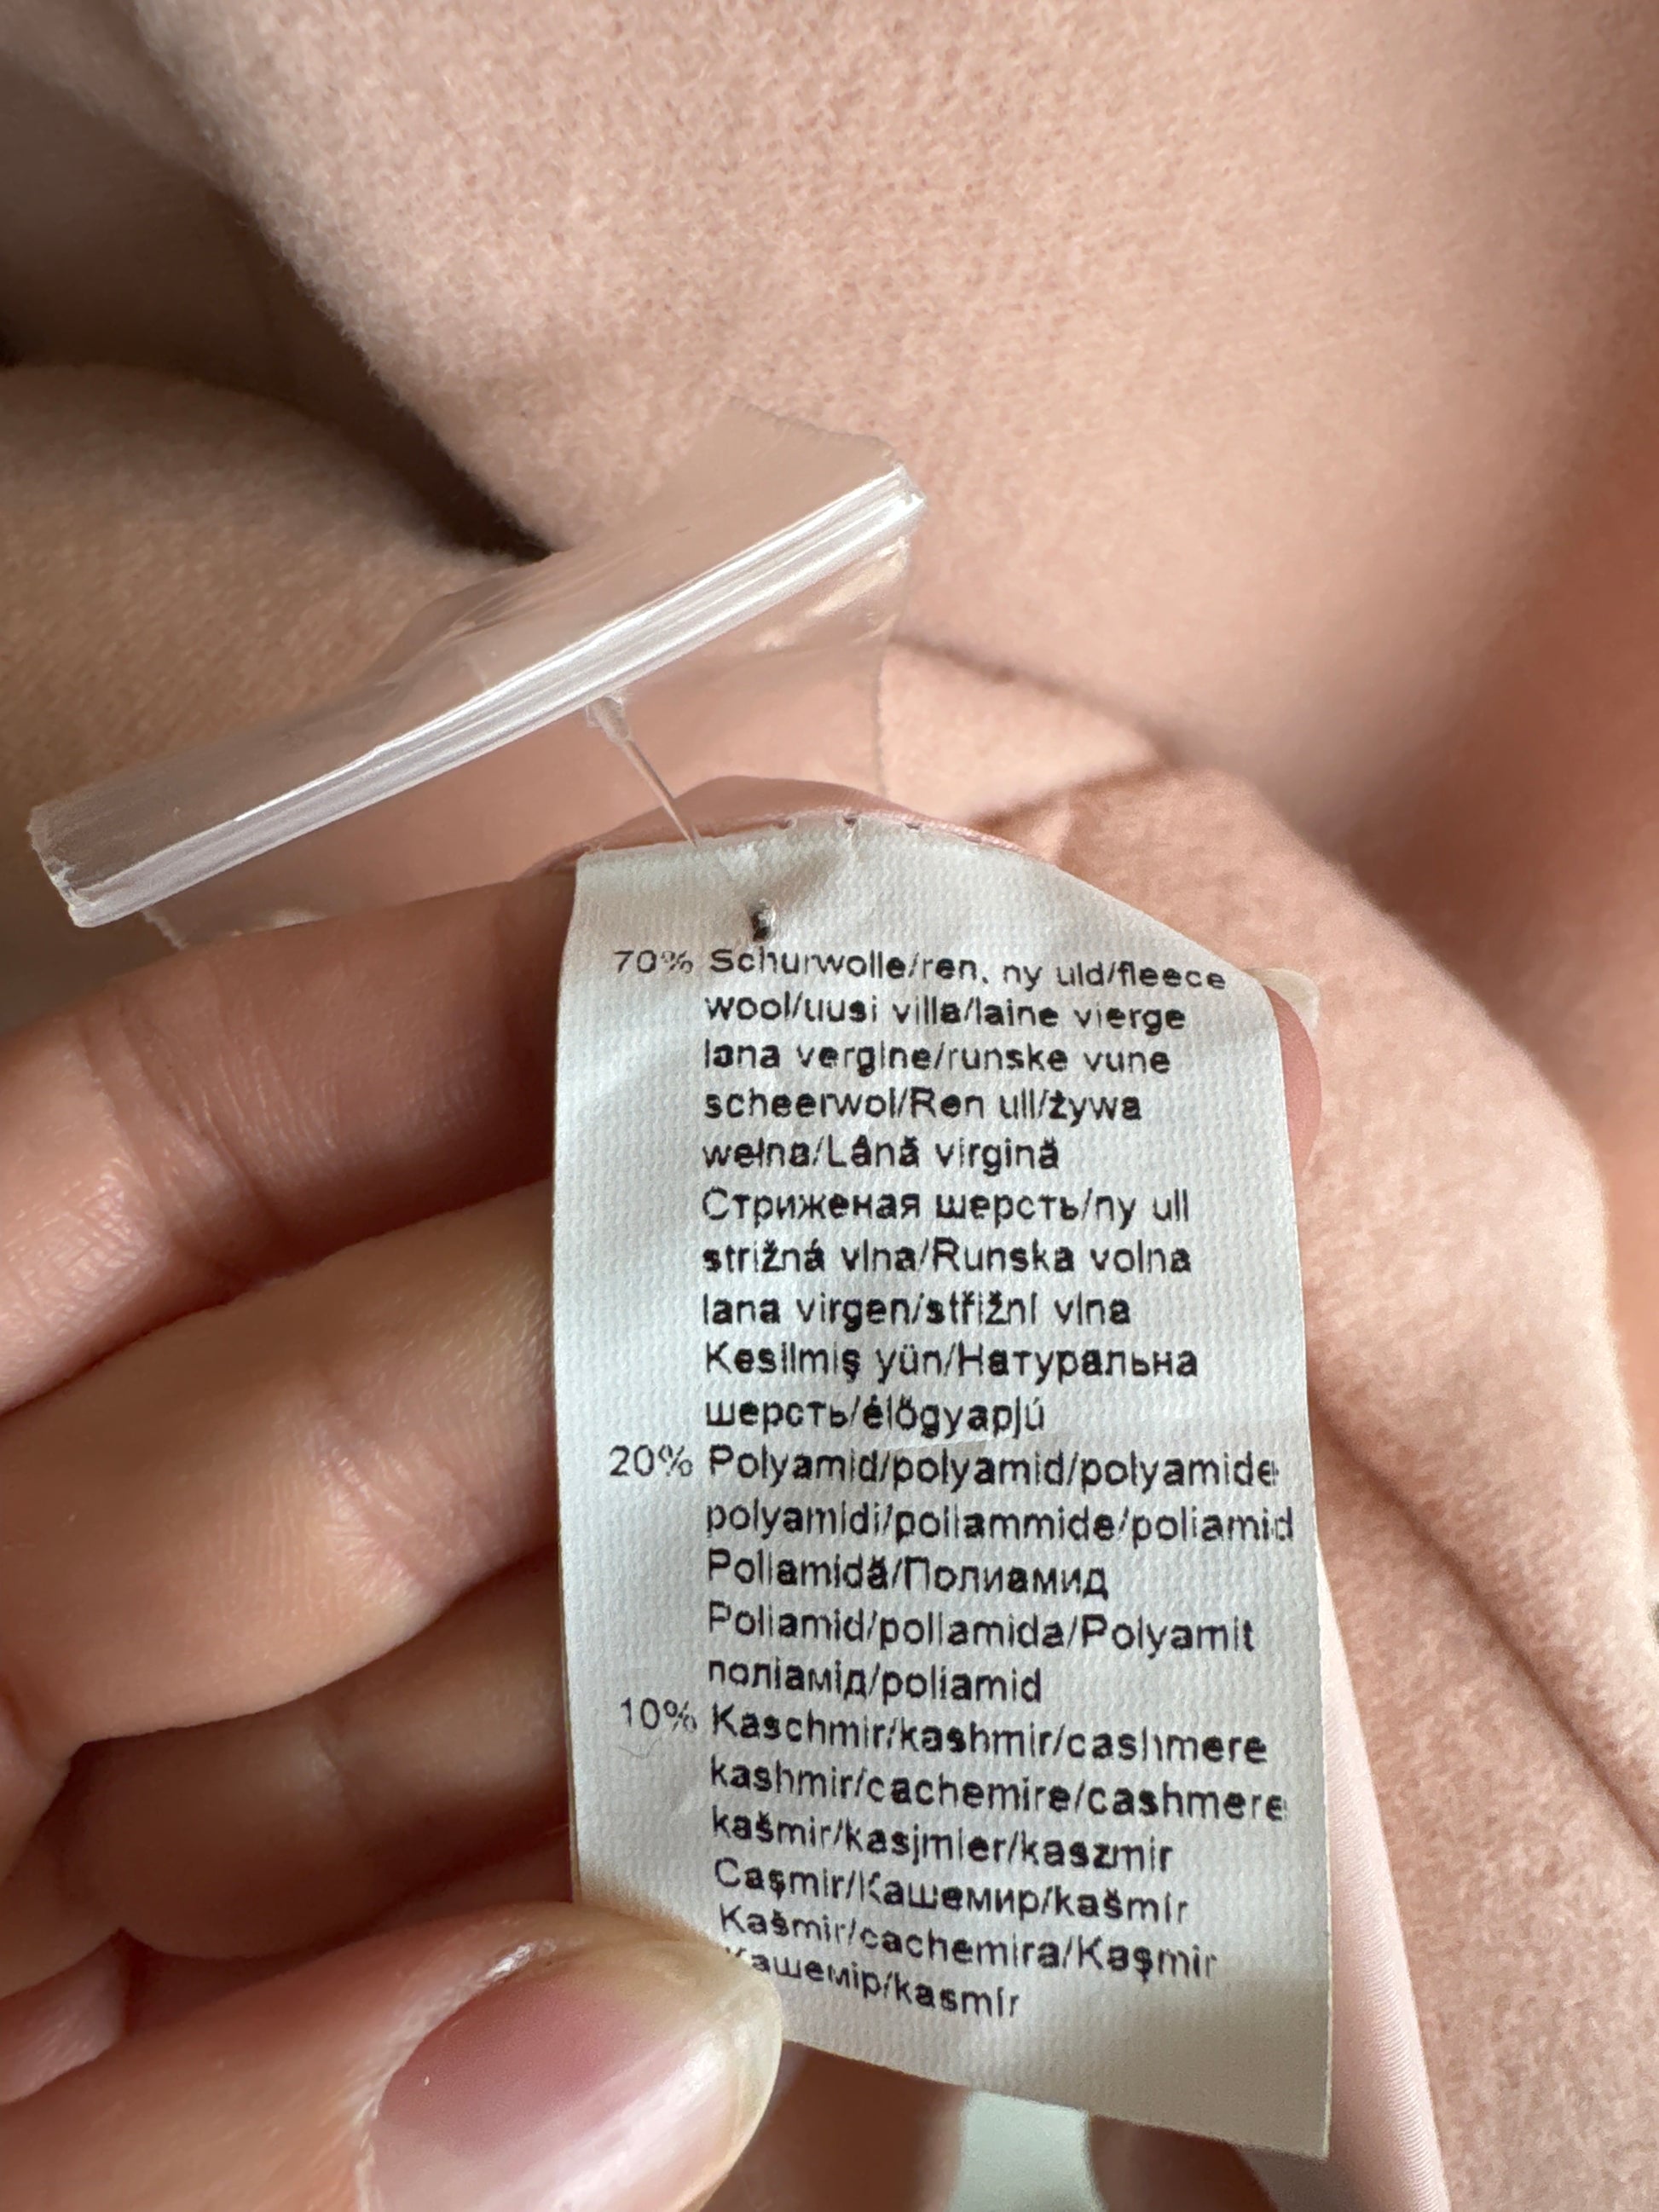 70% Schurwolle/ren, ny uld/fleece
wool/uusi villa/laine vierge
lana vergine/runske vune
scheerwol/Ren ull/żywa
wełna/Lână virgină
Стриженая шерсть/ny ull
strižná vlna/Runska volna
lana virgen/střižní vlna
Kesilmiş yün/Натуральна
шерсть/élőgyapjú
20% Polyamid/polyamid/polyamide
polyamidi/poliammide/poliamid
Poliamidă/Полиамид
Poliamid/poliamida/Polyamit
поліамід/poliamid
10% Kaschmir/kashmir/cashmere
kashmir/cachemire/cashmere
kašmir/kasjmier/kaszmir
Caşmir/Кашемир/kašmír
Kašmir/cachemira/Kaşmir
Кашемір/kasmír